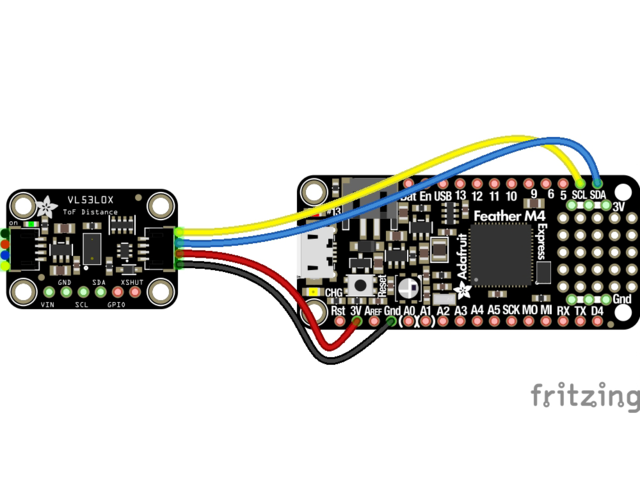 VL53L0X
ToF Distance
on
GND
SDA
XSHUT
VIN
SCL
GPIO
Bat En USB 13 12 11 10 9 6 5 SCL SDA
3V
13
Feather M4
Express
Adafruit
Reset
CHG
Gnd
Rst 3V AREF Gnd A0 A1 A2 A3 A4 A5 SCK MO MI RX TX D4
fritzing